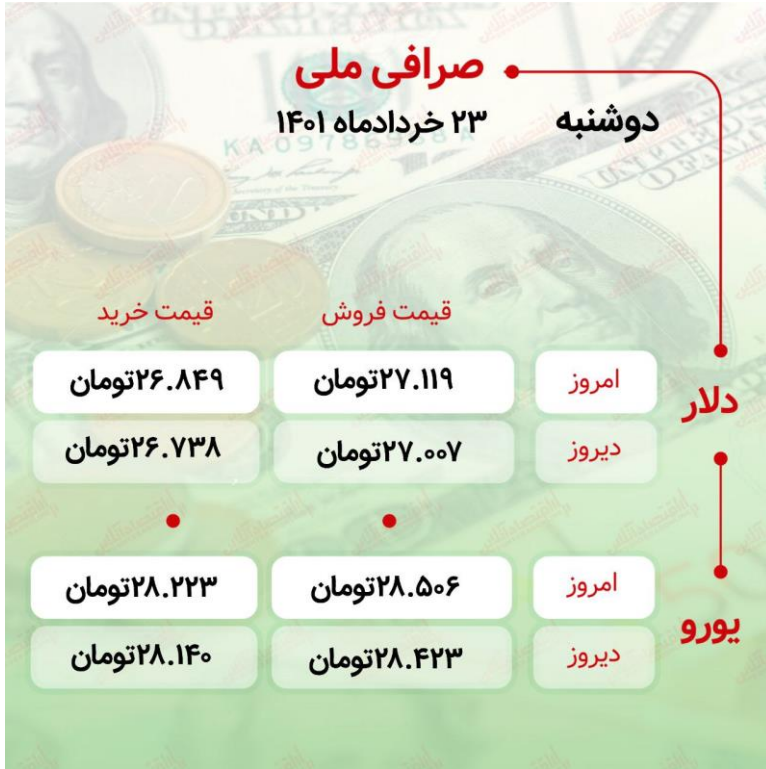 صرافی ملی
دوشنبه ۲۳ خردادماه ۱۴۰۱
قیمت فروش قیمت خرید
دلار
امروز ۲۷.۱۱۹تومان ۲۶.۸۴۹تومان
دیروز ۲۷.۰۰۷تومان ۲۶.۷۳۸تومان
یورو
امروز ۲۸.۵۰۶تومان ۲۸.۲۲۳تومان
دیروز ۲۸.۴۲۳تومان ۲۸.۱۴۰تومان